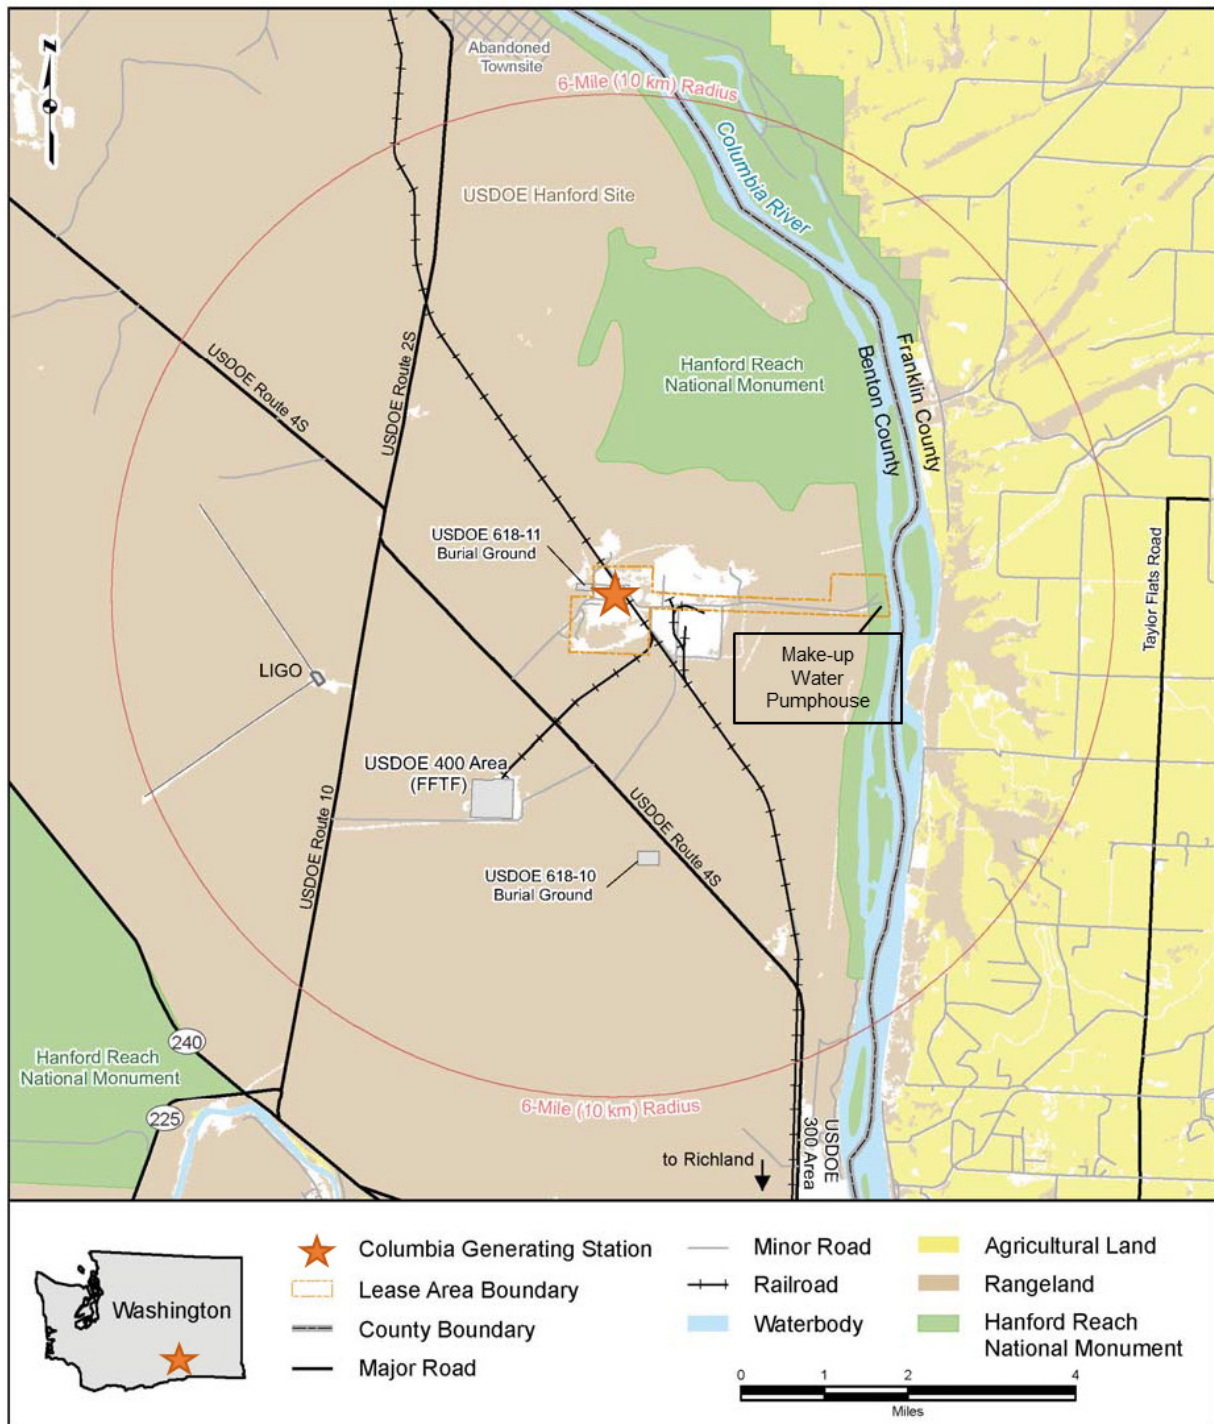 N
Abandoned
Townsite
6-Mile (10 km) Radius
Columbia River
USDOE Hanford Site
USDOE Route 4S
USDOE Route 2S
Hanford Reach
National Monument
Franklin County
Benton County
USDOE 618-11
Burial Ground
Taylor Flats Road
Make-up
Water
Pumphouse
LIGO
USDOE 400 Area
(FFTF)
USDOE Route 10
USDOE Route 4S
USDOE 618-10
Burial Ground
240
Hanford Reach
National Monument
225
6-Mile (10 km) Radius
to Richland
USDOE
300 Area
Washington
Columbia Generating Station
Lease Area Boundary
County Boundary
Major Road
Minor Road
Railroad
Waterbody
Agricultural Land
Rangeland
Hanford Reach
National Monument
0 1 2 4
Miles